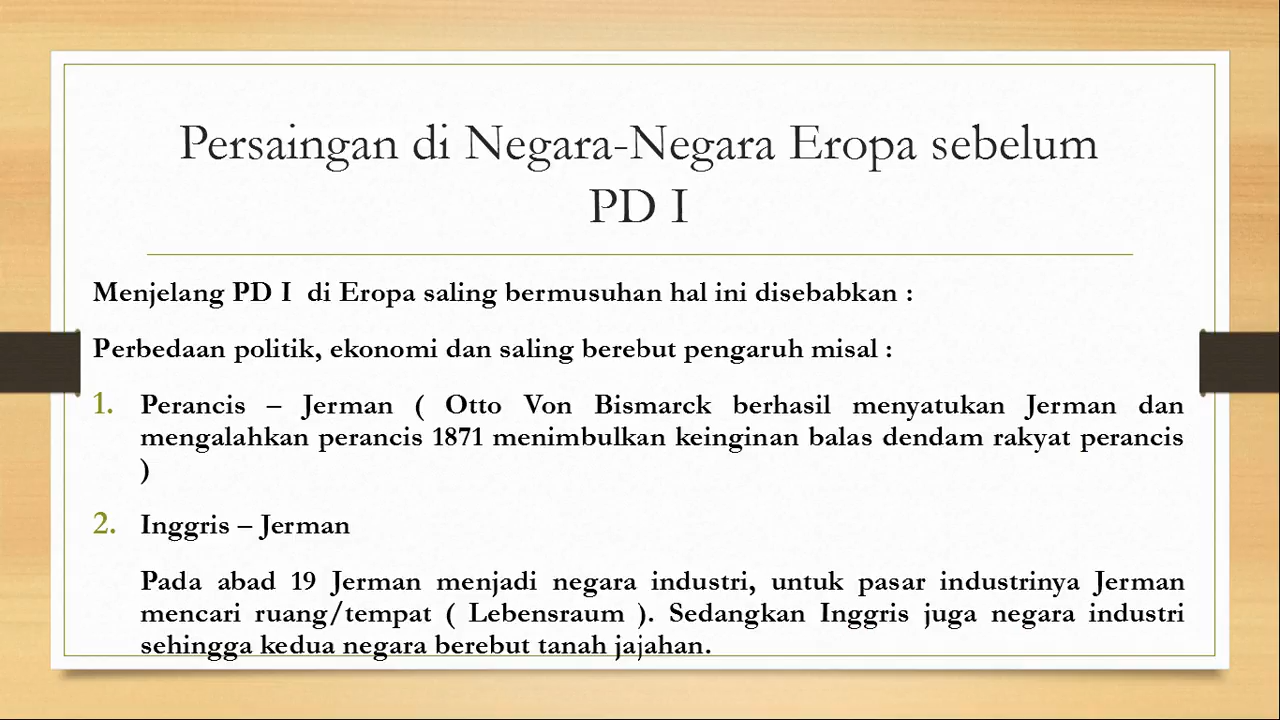 Persaingan di Negara-Negara Eropa sebelum
PD I
Menjelang PD I  di Eropa saling bermusuhan hal ini disebabkan :
Perbedaan politik, ekonomi dan saling berebut pengaruh misal :
1. Perancis – Jerman ( Otto Von Bismarck berhasil menyatukan Jerman dan
mengalahkan perancis 1871 menimbulkan keinginan balas dendam rakyat perancis
)
2. Inggris – Jerman
Pada abad 19 Jerman menjadi negara industri, untuk pasar industrinya Jerman
mencari ruang/tempat ( Lebensraum ). Sedangkan Inggris juga negara industri
sehingga kedua negara berebut tanah jajahan.